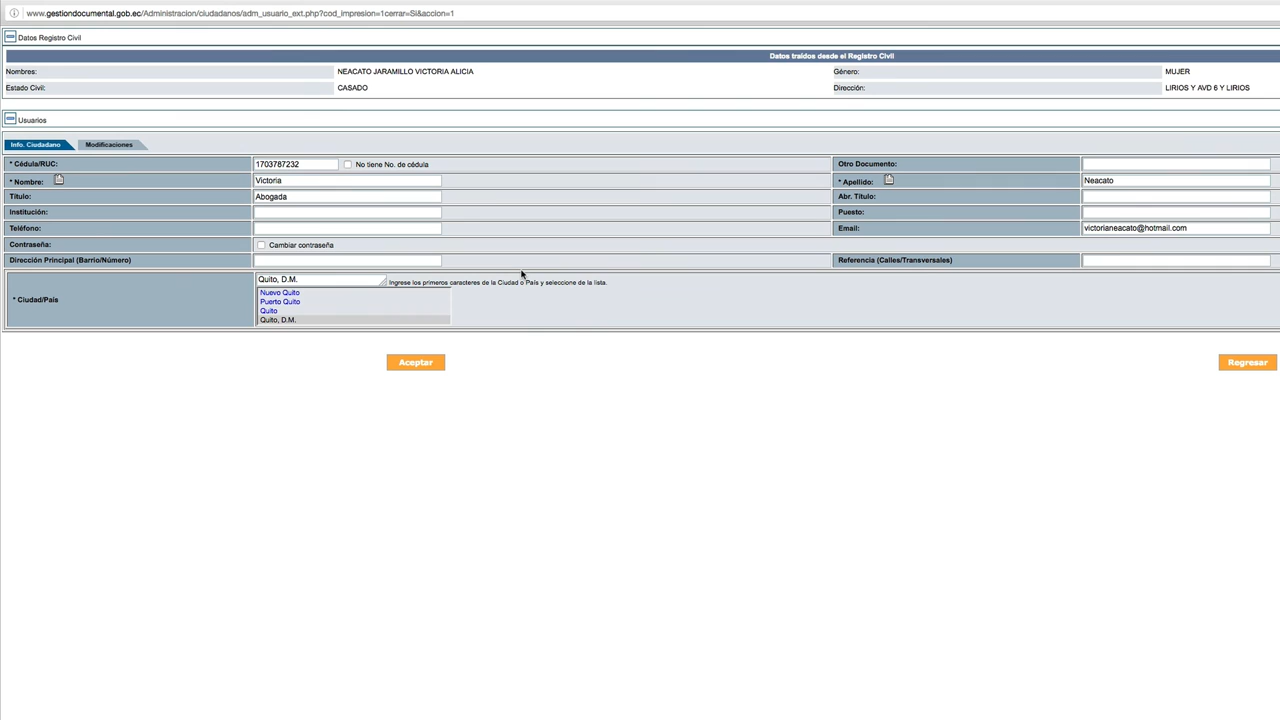 www.gestiondocumental.gob.ec/Administracion/ciudadanos/adm_usuario_ext.php?cod_impresion=1cerrar=Si&accion=1
Datos Registro Civil
Datos traídos desde el Registro Civil
Nombres: NEACATO JARAMILLO VICTORIA ALICIA Género: MUJER
Estado Civil: CASADO Dirección: LIRIOS Y AVD 6 Y LIRIOS
Usuarios
Info. Ciudadano Modificaciones
* Cédula/RUC: 1703787232 No tiene No. de cédula Otro Documento:
* Nombre: Victoria * Apellido: Neacato
Título: Abogada Abr. Título:
Institución: Puesto:
Teléfono: Email: victorianeacato@hotmail.com
Contraseña: Cambiar contraseña
Dirección Principal (Barrio/Número) Referencia (Calles/Transversales)
* Ciudad/País Quito, D.M. Ingrese los primeros caracteres de la Ciudad o País y seleccione de la lista.
Nuevo Quito
Puerto Quito
Quito
Quito, D.M.
Aceptar Regresar